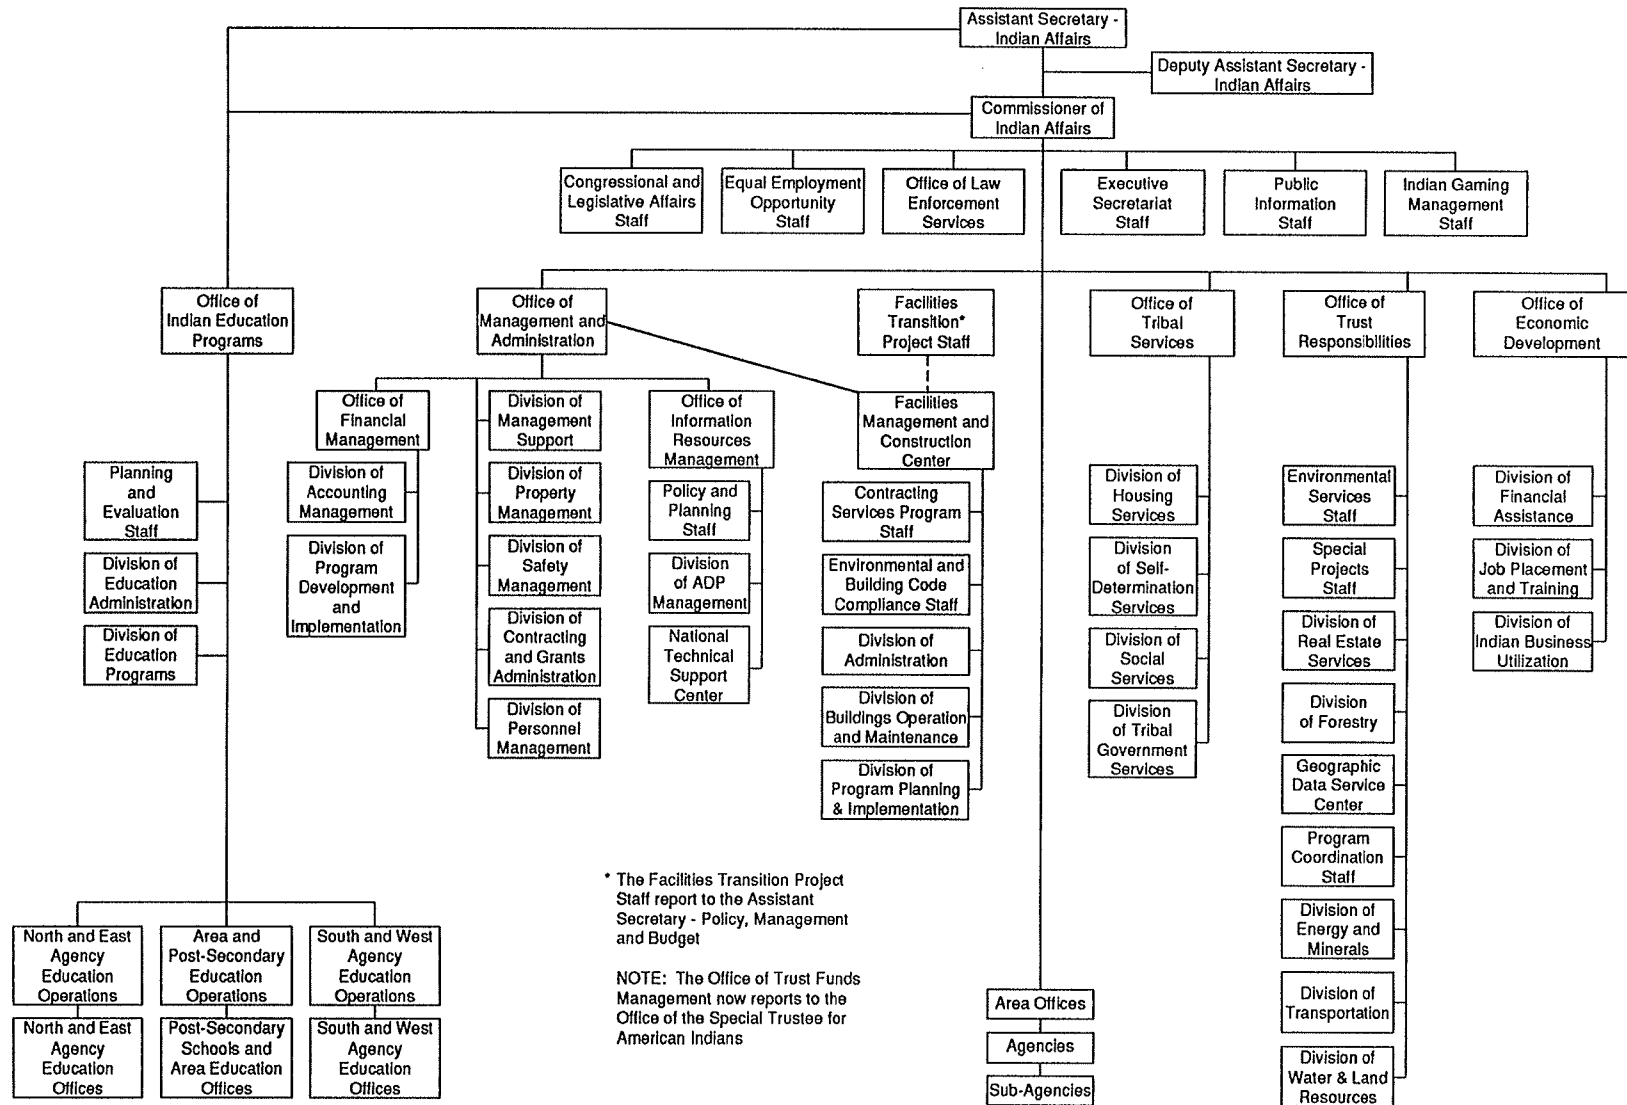 Assistant Secretary -
Indian Affairs
Deputy Assistant Secretary -
Indian Affairs
Commissioner of
Indian Affairs
Congressional and
Legislative Affairs
Staff
Equal Employment
Opportunity
Staff
Office of Law
Enforcement
Services
Executive
Secretariat
Staff
Public
Information
Staff
Indian Gaming
Management
Staff
Office of
Indian Education
Programs
Office of
Management and
Administration
Facilities
Transition*
Project Staff
Office of
Tribal
Services
Office of
Trust
Responsibilities
Office of
Economic
Development
Office of
Financial
Management
Division of
Management
Support
Office of
Information
Resources
Management
Facilities
Management and
Construction
Center
Planning
and
Evaluation
Staff
Division of
Education
Administration
Division of
Education
Programs
Division of
Accounting
Management
Division of
Program
Development
and
Implementation
Division of
Property
Management
Division of
Safety
Management
Division of
Contracting
and Grants
Administration
Division of
Personnel
Management
Policy and
Planning
Staff
Division
of ADP
Management
National
Technical
Support
Center
Contracting
Services Program
Staff
Environmental and
Building Code
Compliance Staff
Division of
Administration
Division of
Buildings Operation
and Maintenance
Division of
Program Planning
& Implementation
Division of
Housing
Services
Division
of Self-
Determination
Services
Division of
Social
Services
Division
of Tribal
Government
Services
Environmental
Services
Staff
Special
Projects
Staff
Division of
Real Estate
Services
Division
of Forestry
Geographic
Data Service
Center
Program
Coordination
Staff
Division of
Energy and
Minerals
Division of
Transportation
Division of
Water & Land
Resources
Division of
Financial
Assistance
Division of
Job Placement
and Training
Division of
Indian Business
Utilization
* The Facilities Transition Project
Staff report to the Assistant
Secretary - Policy, Management
and Budget
NOTE: The Office of Trust Funds
Management now reports to the
Office of the Special Trustee for
American Indians
North and East
Agency
Education
Operations
Area and
Post-Secondary
Education
Operations
South and West
Agency
Education
Operations
North and East
Agency
Education
Offices
Post-Secondary
Schools and
Area Education
Offices
South and West
Agency
Education
Offices
Area Offices
Agencies
Sub-Agencies